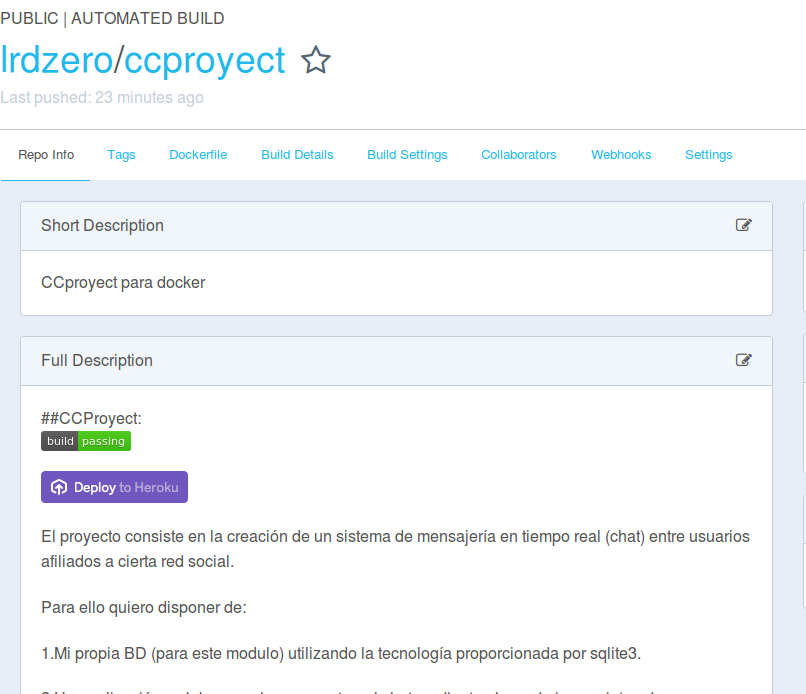 PUBLIC | AUTOMATED BUILD
lrdzero/ccproyect
Last pushed: 23 minutes ago
Repo Info Tags Dockerfile Build Details Build Settings Collaborators Webhooks Settings
Short Description
CCproyect para docker
Full Description
##CCProyect:
build passing
Deploy to Heroku
El proyecto consiste en la creación de un sistema de mensajería en tiempo real (chat) entre usuarios
afiliados a cierta red social.
Para ello quiero disponer de:
1.Mi propia BD (para este modulo) utilizando la tecnología proporcionada por sqlite3.